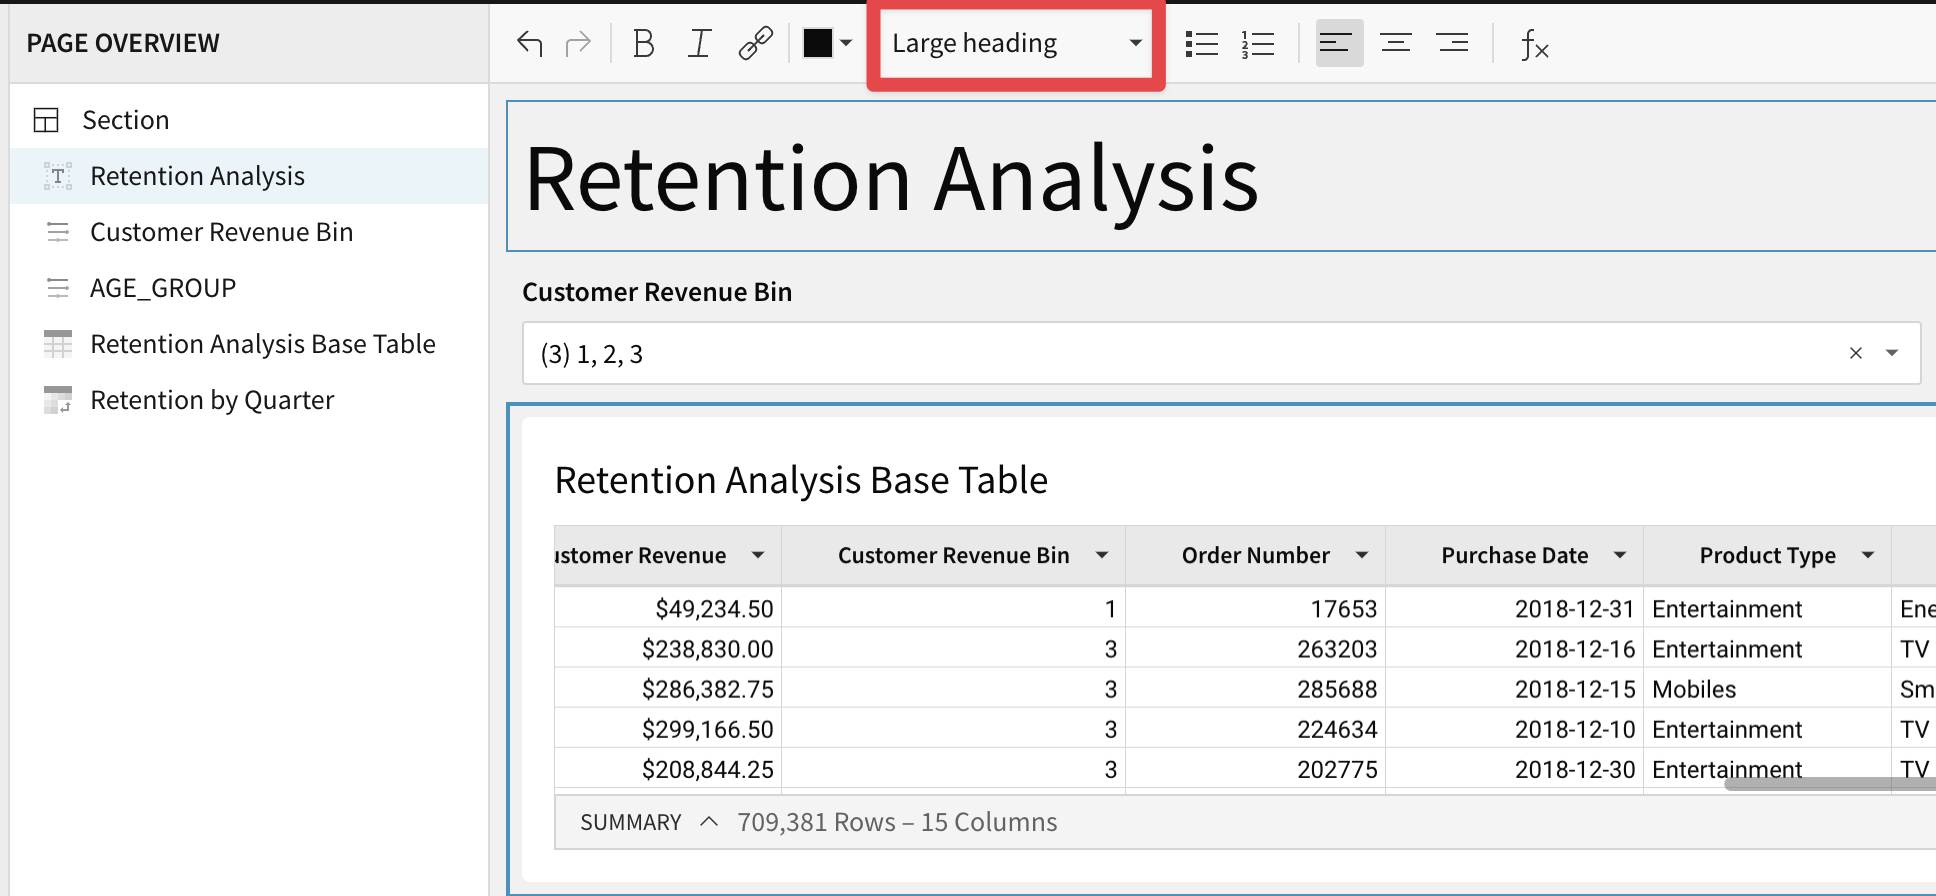 PAGE OVERVIEW
Large heading
Section
Retention Analysis
Customer Revenue Bin
AGE_GROUP
Retention Analysis Base Table
Retention by Quarter
Retention Analysis
Customer Revenue Bin
(3) 1, 2, 3
Retention Analysis Base Table
ustomer Revenue Customer Revenue Bin Order Number Purchase Date Product Type
$49,234.50 1 17653 2018-12-31 Entertainment Ene
$238,830.00 3 263203 2018-12-16 Entertainment TV
$286,382.75 3 285688 2018-12-15 Mobiles Sm
$299,166.50 3 224634 2018-12-10 Entertainment TV
$208,844.25 3 202775 2018-12-30 Entertainment TV
SUMMARY 709,381 Rows – 15 Columns